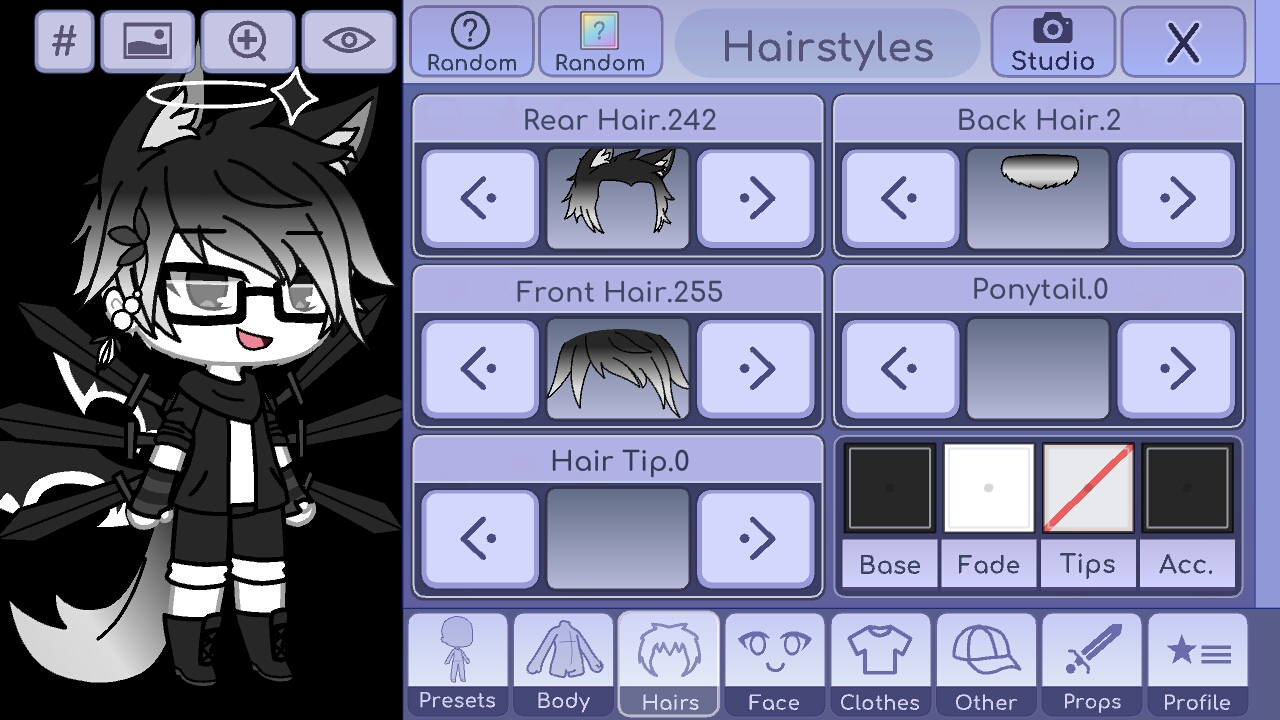 #
? Random
? Random
Hairstyles
Studio
X
Rear Hair.242
Back Hair.2
Front Hair.255
Ponytail.0
Hair Tip.0
Base
Fade
Tips
Acc.
Presets
Body
Hairs
Face
Clothes
Other
Props
Profile